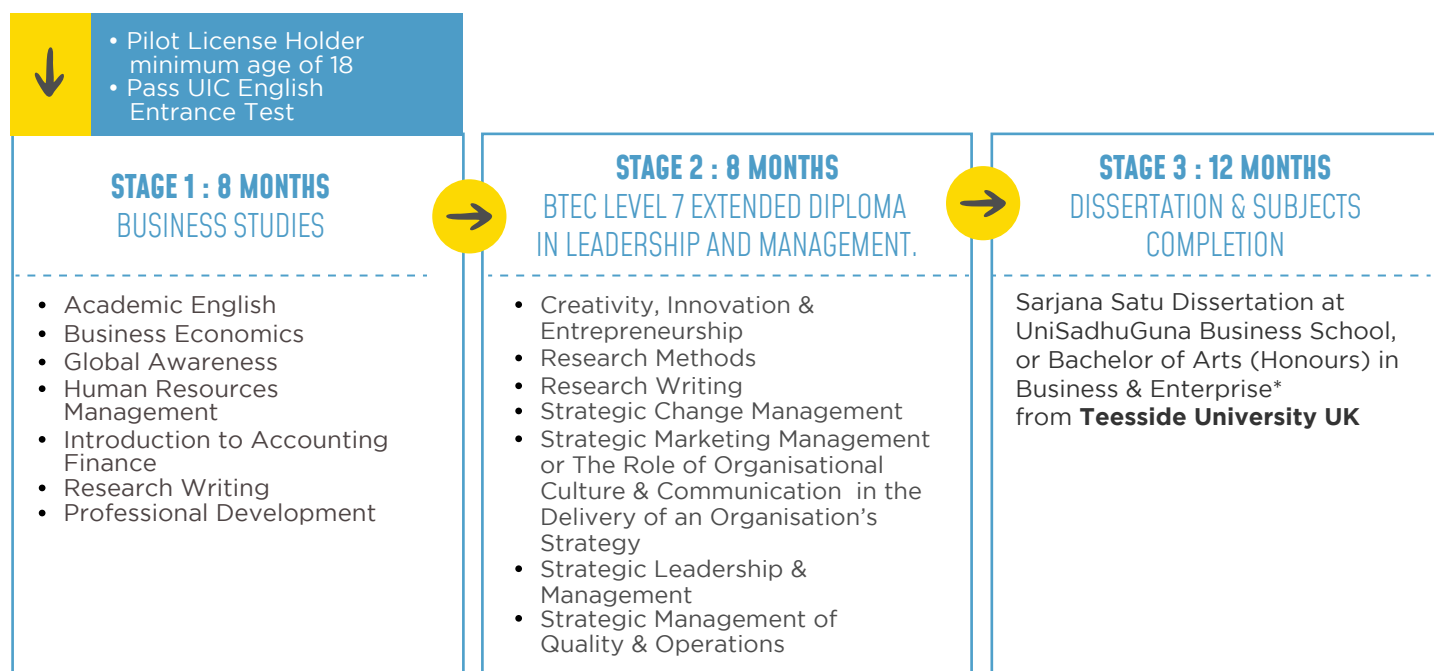 • Pilot License Holder
minimum age of 18
• Pass UIC English
Entrance Test
STAGE 1 : 8 MONTHS
BUSINESS STUDIES
• Academic English
• Business Economics
• Global Awareness
• Human Resources
Management
• Introduction to Accounting
Finance
• Research Writing
• Professional Development
STAGE 2 : 8 MONTHS
BTEC LEVEL 7 EXTENDED DIPLOMA
IN LEADERSHIP AND MANAGEMENT.
• Creativity, Innovation &
Entrepreneurship
• Research Methods
• Research Writing
• Strategic Change Management
• Strategic Marketing Management
or The Role of Organisational
Culture & Communication in the
Delivery of an Organisation’s
Strategy
• Strategic Leadership &
Management
• Strategic Management of
Quality & Operations
STAGE 3 : 12 MONTHS
DISSERTATION & SUBJECTS
COMPLETION
Sarjana Satu Dissertation at
UniSadhuGuna Business School,
or Bachelor of Arts (Honours) in
Business & Enterprise*
from Teesside University UK